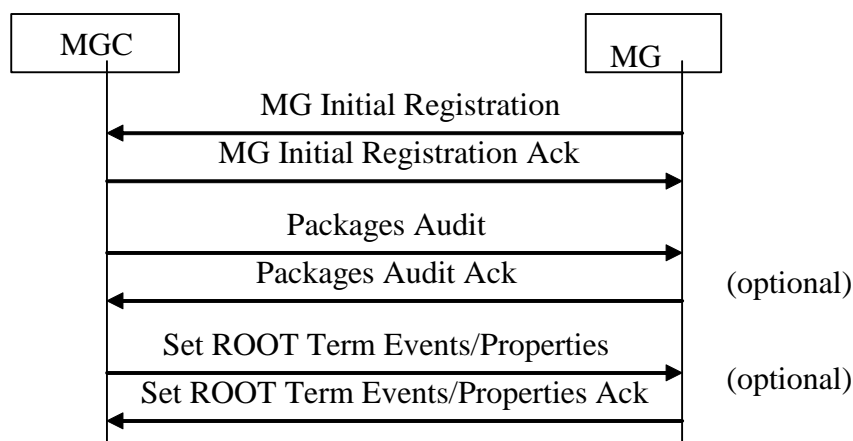 MGC
MG
MG Initial Registration
MG Initial Registration Ack
Packages Audit
Packages Audit Ack
(optional)
Set ROOT Term Events/Properties
(optional)
Set ROOT Term Events/Properties Ack